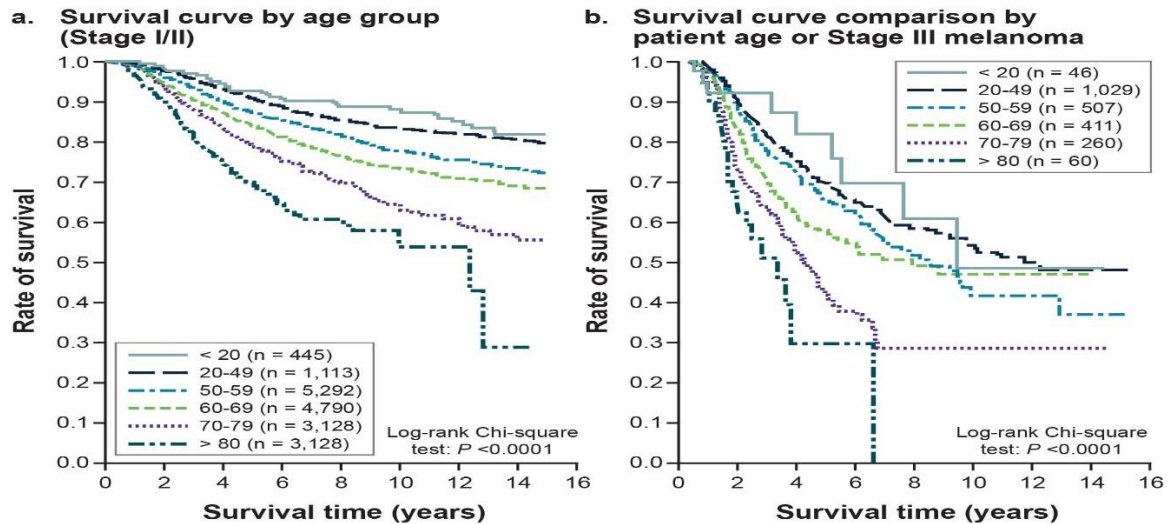 a. Survival curve by age group
(Stage I/II)
1.0
0.9
0.8
0.7
0.6
0.5
0.4
0.3
0.2
0.1
0.0
Rate of survival
< 20 (n = 445)
20-49 (n = 1,113)
50-59 (n = 5,292)
60-69 (n = 4,790)
70-79 (n = 3,128)
> 80 (n = 3,128)
Log-rank Chi-square
test: P <0.0001
0 2 4 6 8 10 12 14 16
Survival time (years)
b. Survival curve comparison by
patient age or Stage III melanoma
1.0
0.9
0.8
0.7
0.6
0.5
0.4
0.3
0.2
0.1
0.0
Rate of survival
< 20 (n = 46)
20-49 (n = 1,029)
50-59 (n = 507)
60-69 (n = 411)
70-79 (n = 260)
> 80 (n = 60)
Log-rank Chi-square
test: P <0.0001
0 2 4 6 8 10 12 14 16
Survival time (years)